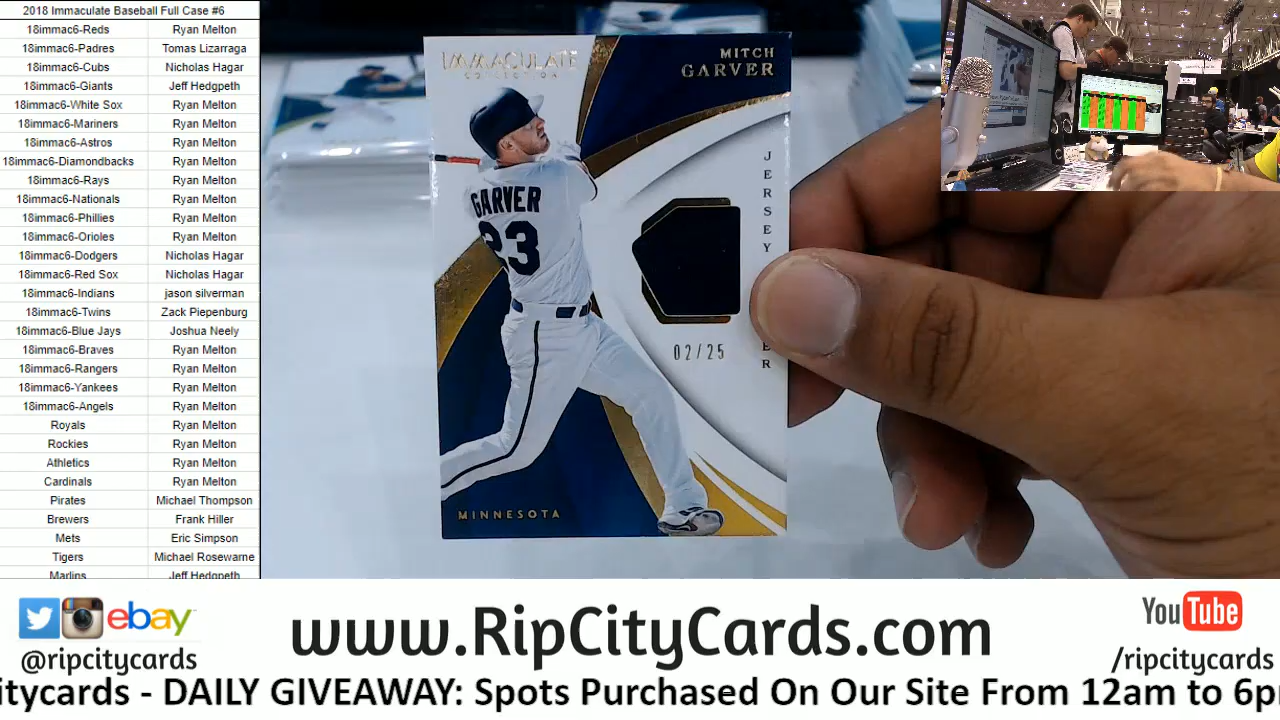 2018 Immaculate Baseball Full Case #6
18immac6-Reds Ryan Melton
18immac6-Padres Tomas Lizarraga
18immac6-Cubs Nicholas Hagar
18immac6-Giants Jeff Hedgpeth
18immac6-White Sox Ryan Melton
18immac6-Mariners Ryan Melton
18immac6-Astros Ryan Melton
18immac6-Diamondbacks Ryan Melton
18immac6-Rays Ryan Melton
18immac6-Nationals Ryan Melton
18immac6-Phillies Ryan Melton
18immac6-Orioles Ryan Melton
18immac6-Dodgers Nicholas Hagar
18immac6-Red Sox Nicholas Hagar
18immac6-Indians jason silverman
18immac6-Twins Zack Piepenburg
18immac6-Blue Jays Joshua Neely
18immac6-Braves Ryan Melton
18immac6-Rangers Ryan Melton
18immac6-Yankees Ryan Melton
18immac6-Angels Ryan Melton
Royals Ryan Melton
Rockies Ryan Melton
Athletics Ryan Melton
Cardinals Ryan Melton
Pirates Michael Thompson
Brewers Frank Hiller
Mets Eric Simpson
Tigers Michael Rosewarne
Marlins Jeff Hedgpeth
IMMACULATE
COLLECTION
MITCH
GARVER
GARVER
23
JERSEY
ER
02/25
MINNESOTA
ebay
@ripcitycards
www.RipCityCards.com
YouTube
/ripcitycards
citycards - DAILY GIVEAWAY: Spots Purchased On Our Site From 12am to 6p